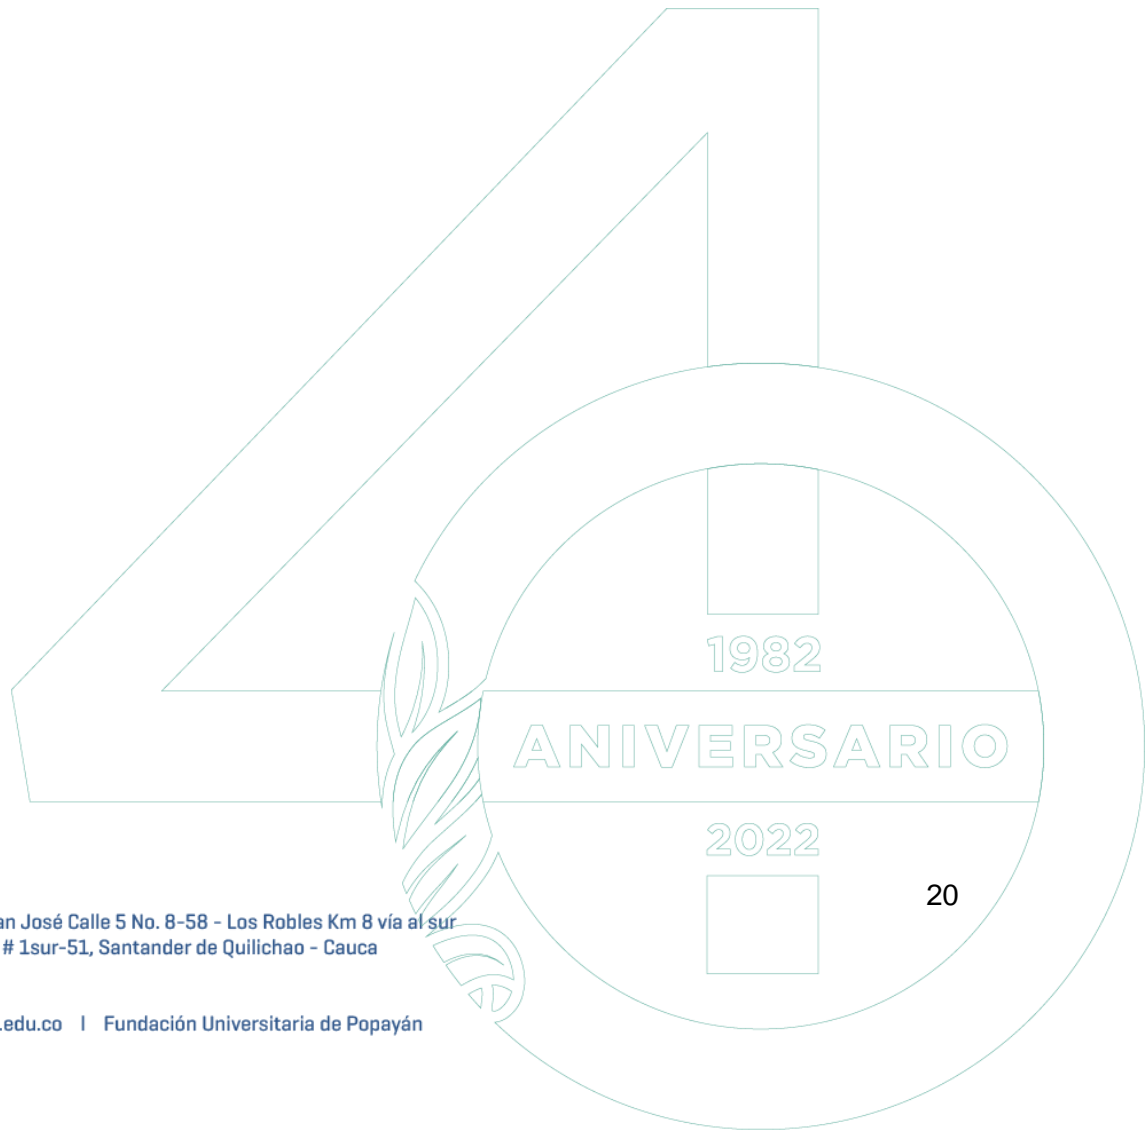 40
1982
ANIVERSARIO
2022
20
an José Calle 5 No. 8-58 - Los Robles Km 8 vía al sur
# 1sur-51, Santander de Quilichao - Cauca
.edu.co | Fundación Universitaria de Popayán